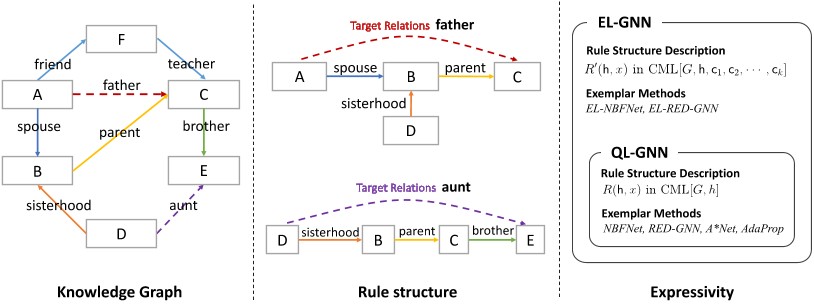 F
friend
teacher
father
A
C
spouse
parent
brother
B
E
sisterhood
aunt
D
Knowledge Graph
Target Relations father
A
spouse
B
parent
C
sisterhood
D
Target Relations aunt
D
sisterhood
B
parent
C
brother
E
Rule structure
EL-GNN
Rule Structure Description
R′(h, x) in CML[G, h, c₁, c₂, ⋯ , cₖ]
Exemplar Methods
EL-NBFNet, EL-RED-GNN
QL-GNN
Rule Structure Description
R(h, x) in CML[G, h]
Exemplar Methods
NBFNet, RED-GNN, A*Net, AdaProp
Expressivity